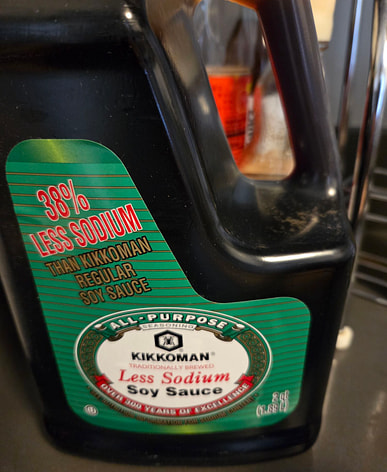 38%
LESS SODIUM
THAN KIKKOMAN
REGULAR
SOY SAUCE
ALL-PURPOSE
SEASONING
KIKKOMAN®
TRADITIONALLY BREWED
Less Sodium
Soy Sauce
OVER 300 YEARS OF EXCELLENCE